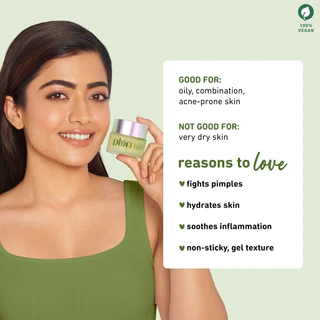 100%
VEGAN
GOOD FOR:
oily, combination,
acne-prone skin
NOT GOOD FOR:
very dry skin
reasons to love
fights pimples
hydrates skin
soothes inflammation
non-sticky, gel texture
plum